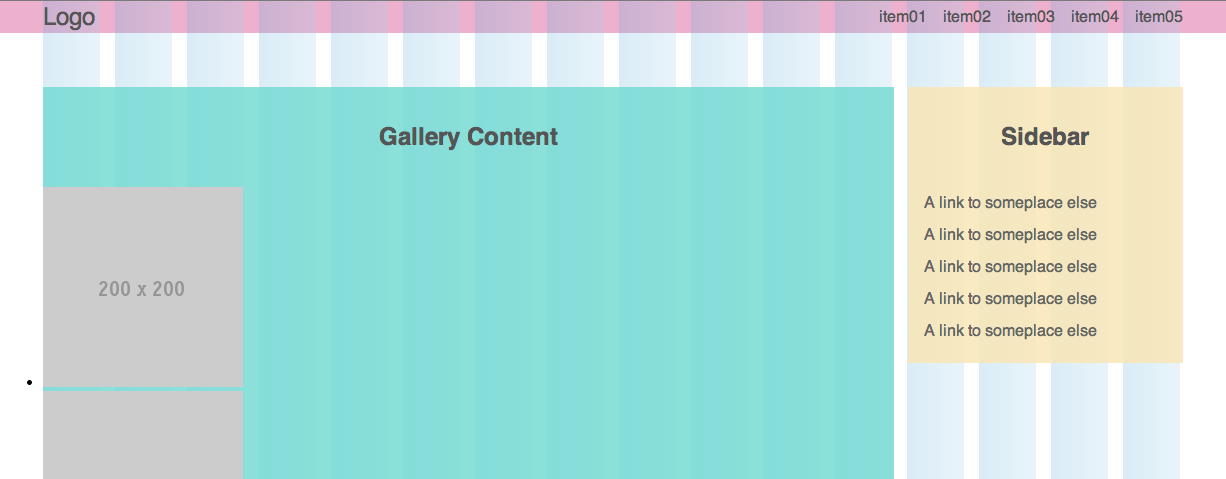 Logo
item01 item02 item03 item04 item05
Gallery Content
200 x 200
Sidebar
A link to someplace else
A link to someplace else
A link to someplace else
A link to someplace else
A link to someplace else